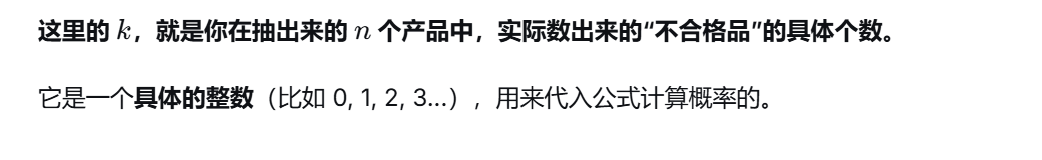 这里的 k，就是你在抽出来的 n 个产品中，实际数出来的“不合格品”的具体个数。
它是一个具体的整数（比如 0, 1, 2, 3...），用来代入公式计算概率的。